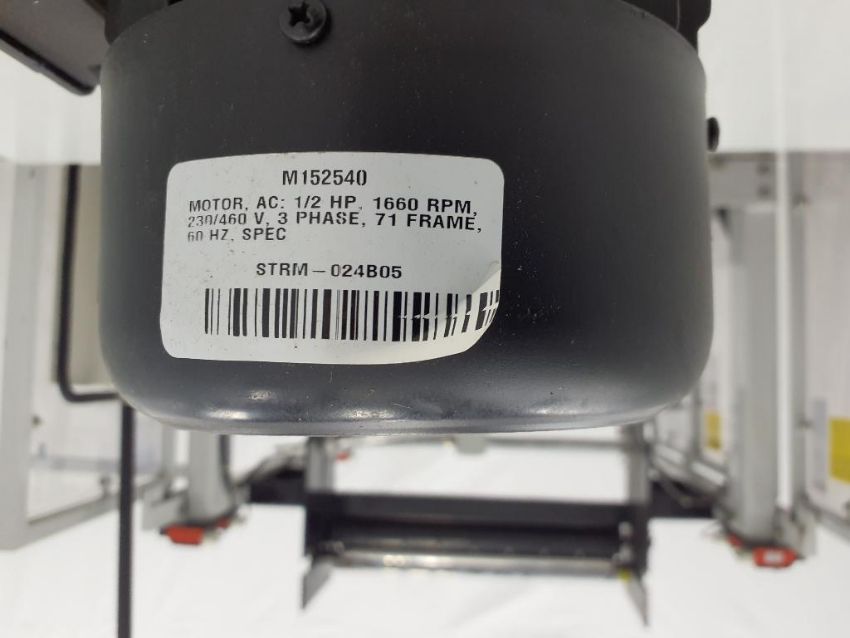 M152540
MOTOR, AC: 1/2 HP, 1660 RPM,
230/460 V, 3 PHASE, 71 FRAME,
60 HZ, SPEC
STRM-024B05